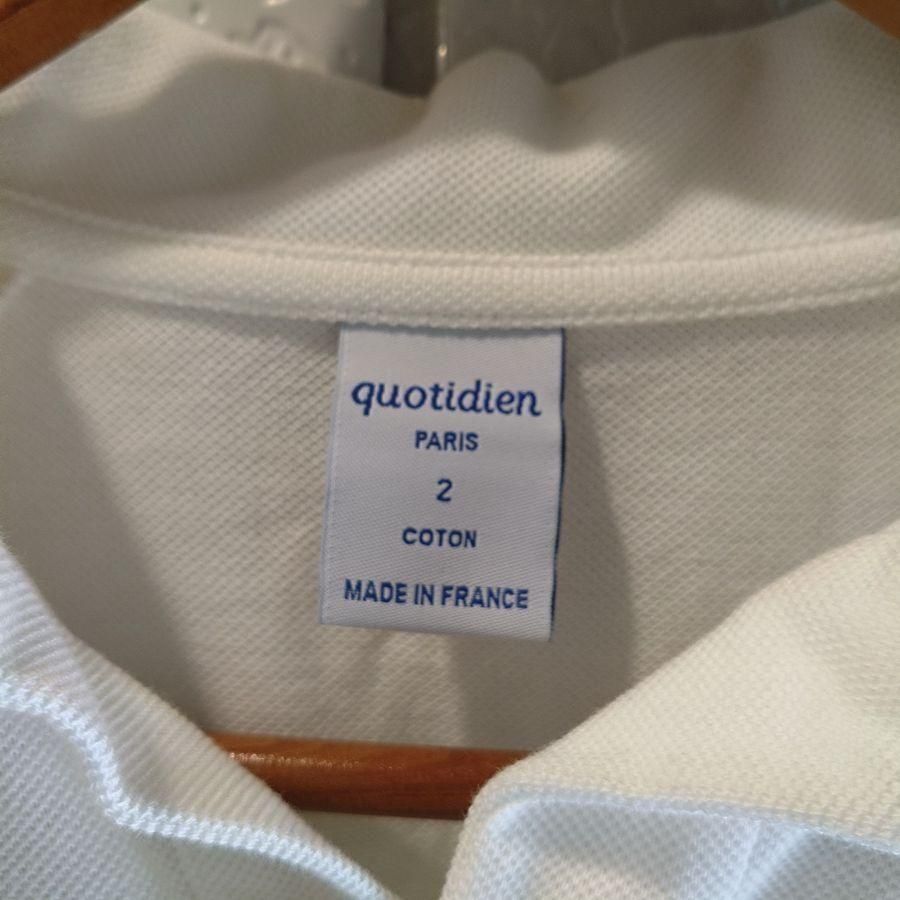 quotidien
PARIS
2
COTON
MADE IN FRANCE